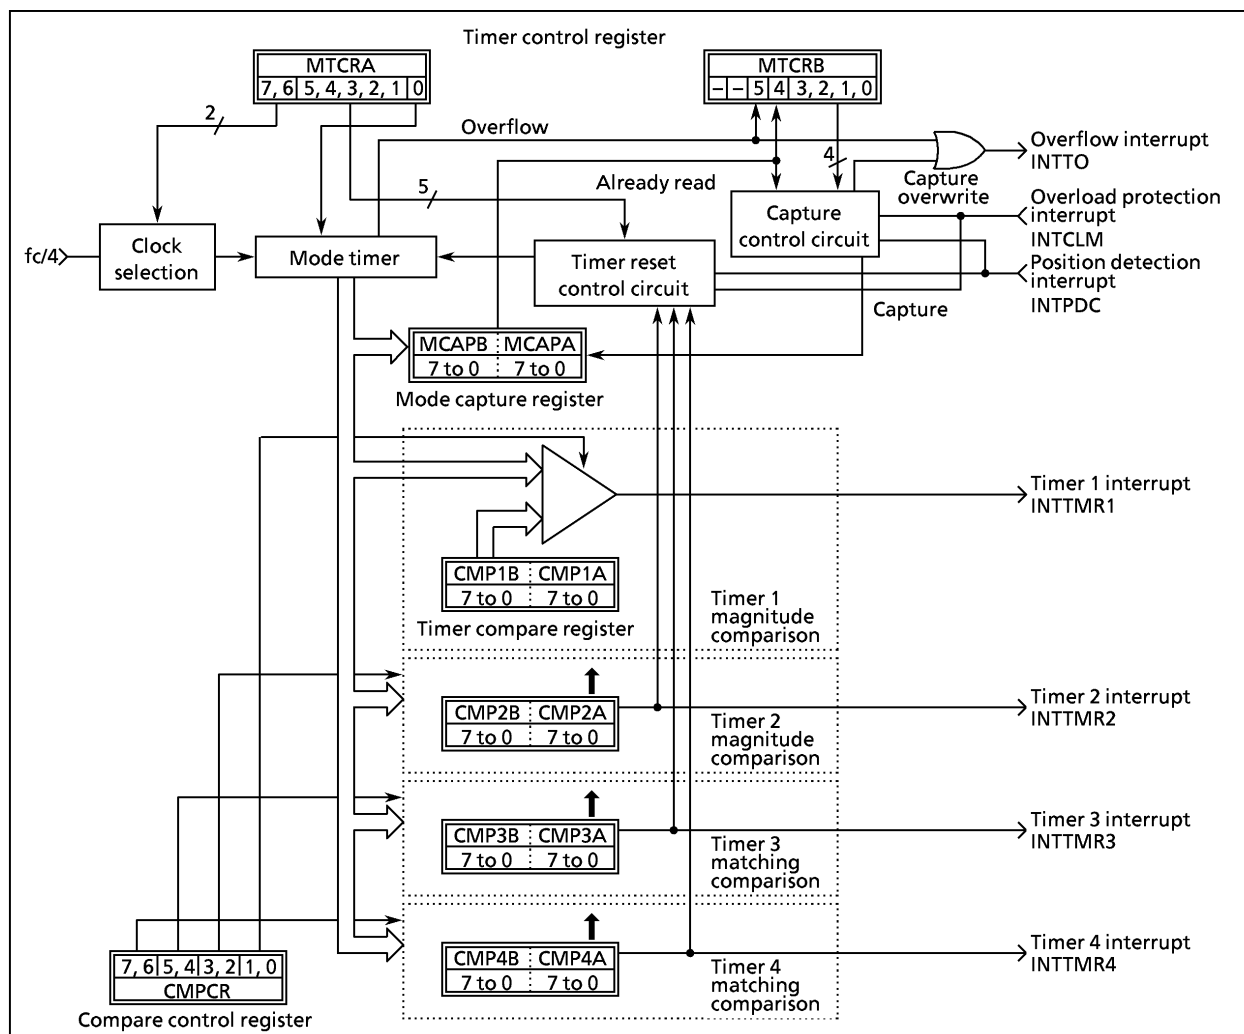 Timer control register
MTCRA
7, 6 5, 4, 3, 2, 1 0
MTCRB
– – 5 4 3, 2, 1, 0
2
Overflow
4
Overflow interrupt
INTTO
5
Already read
Capture
overwrite
Capture
control circuit
Overload protection
interrupt
INTCLM
fc/4
Clock
selection
Mode timer
Timer reset
control circuit
Position detection
interrupt
INTPDC
Capture
MCAPB MCAPA
7 to 0 7 to 0
Mode capture register
Timer 1 interrupt
INTTMR1
CMP1B CMP1A
7 to 0 7 to 0
Timer compare register
Timer 1
magnitude
comparison
CMP2B CMP2A
7 to 0 7 to 0
Timer 2
magnitude
comparison
Timer 2 interrupt
INTTMR2
CMP3B CMP3A
7 to 0 7 to 0
Timer 3
matching
comparison
Timer 3 interrupt
INTTMR3
CMP4B CMP4A
7 to 0 7 to 0
Timer 4
matching
comparison
Timer 4 interrupt
INTTMR4
7, 6 5, 4 3, 2 1, 0
CMPCR
Compare control register